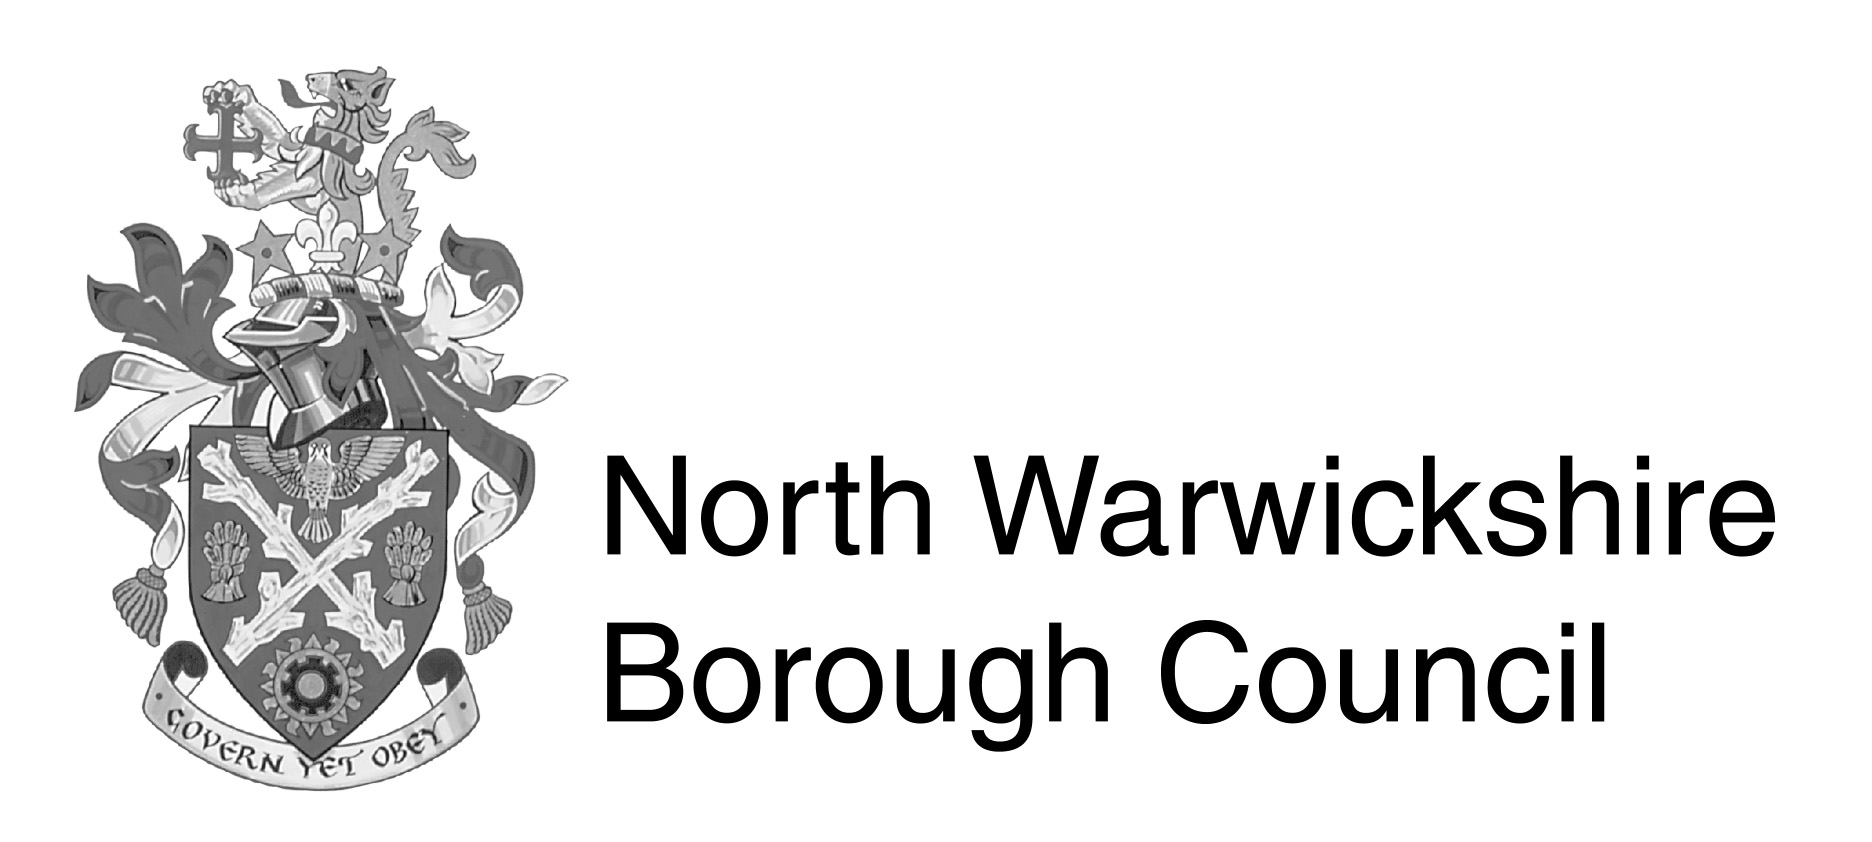 North Warwickshire
Borough Council
GOVERN YET OBEY